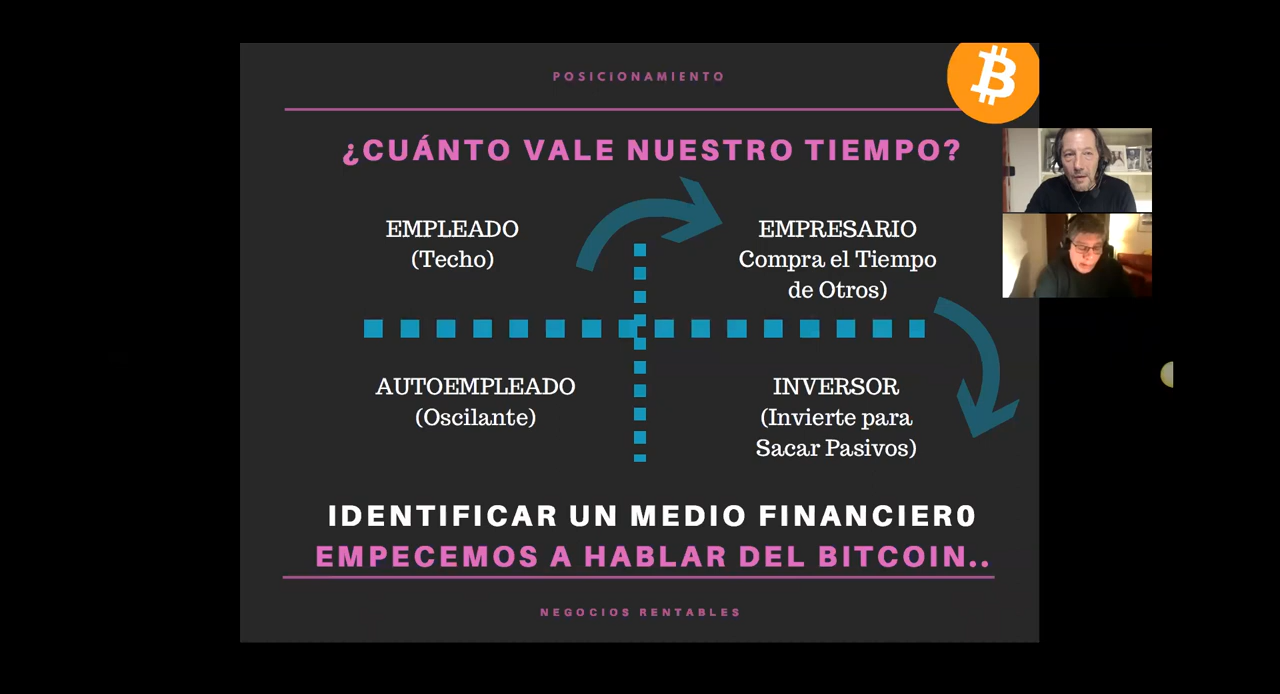 POSICIONAMIENTO
¿CUÁNTO VALE NUESTRO TIEMPO?
EMPLEADO
(Techo)
EMPRESARIO
Compra el Tiempo
de Otros)
AUTOEMPLEADO
(Oscilante)
INVERSOR
(Invierte para
Sacar Pasivos)
IDENTIFICAR UN MEDIO FINANCIER0
EMPECEMOS A HABLAR DEL BITCOIN..
NEGOCIOS RENTABLES